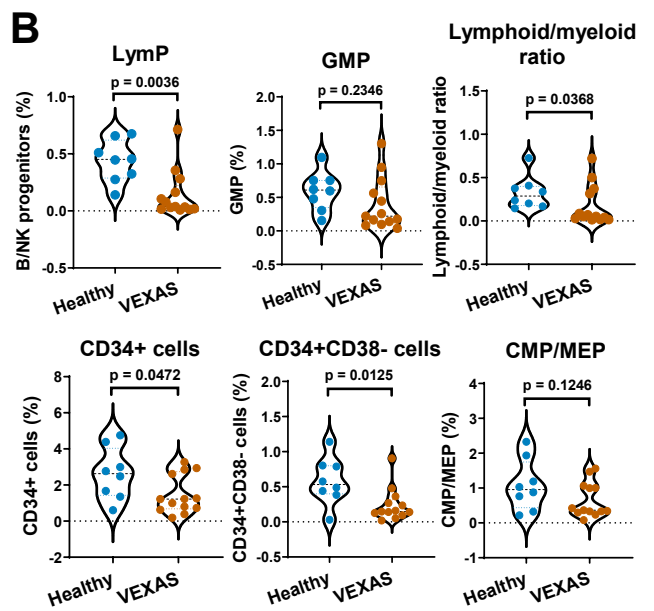 B
LymP
p = 0.0036
B/NK progenitors (%)
1.0
0.5
0.0
-0.5
Healthy
VEXAS
GMP
p = 0.2346
GMP (%)
2.0
1.5
1.0
0.5
0.0
-0.5
Healthy
VEXAS
Lymphoid/myeloid
ratio
p = 0.0368
Lymphoid/myeloid ratio
1.5
1.0
0.5
0.0
-0.5
Healthy
VEXAS
CD34+ cells
p = 0.0472
CD34+ cells (%)
8
6
4
2
0
-2
Healthy
VEXAS
CD34+CD38- cells
p = 0.0125
CD34+CD38- cells (%)
2.0
1.5
1.0
0.5
0.0
-0.5
Healthy
VEXAS
CMP/MEP
p = 0.1246
CMP/MEP (%)
4
3
2
1
0
-1
Healthy
VEXAS